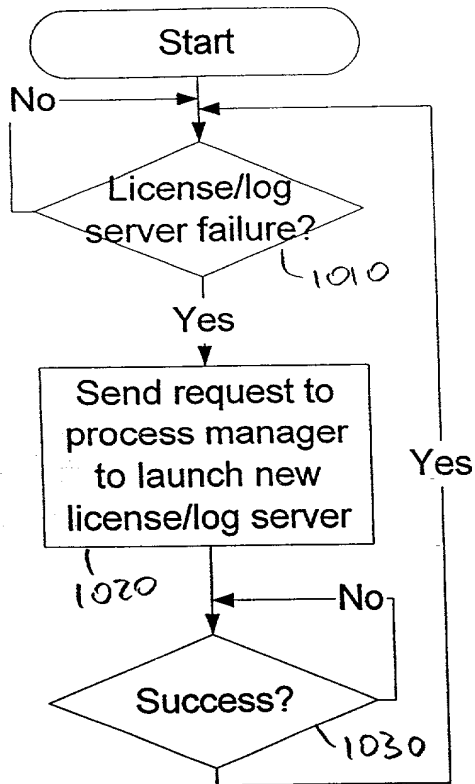 Start
No
License/log
server failure?
1010
Yes
Send request to
process manager
to launch new
license/log server
Yes
1020
No
Success?
1030